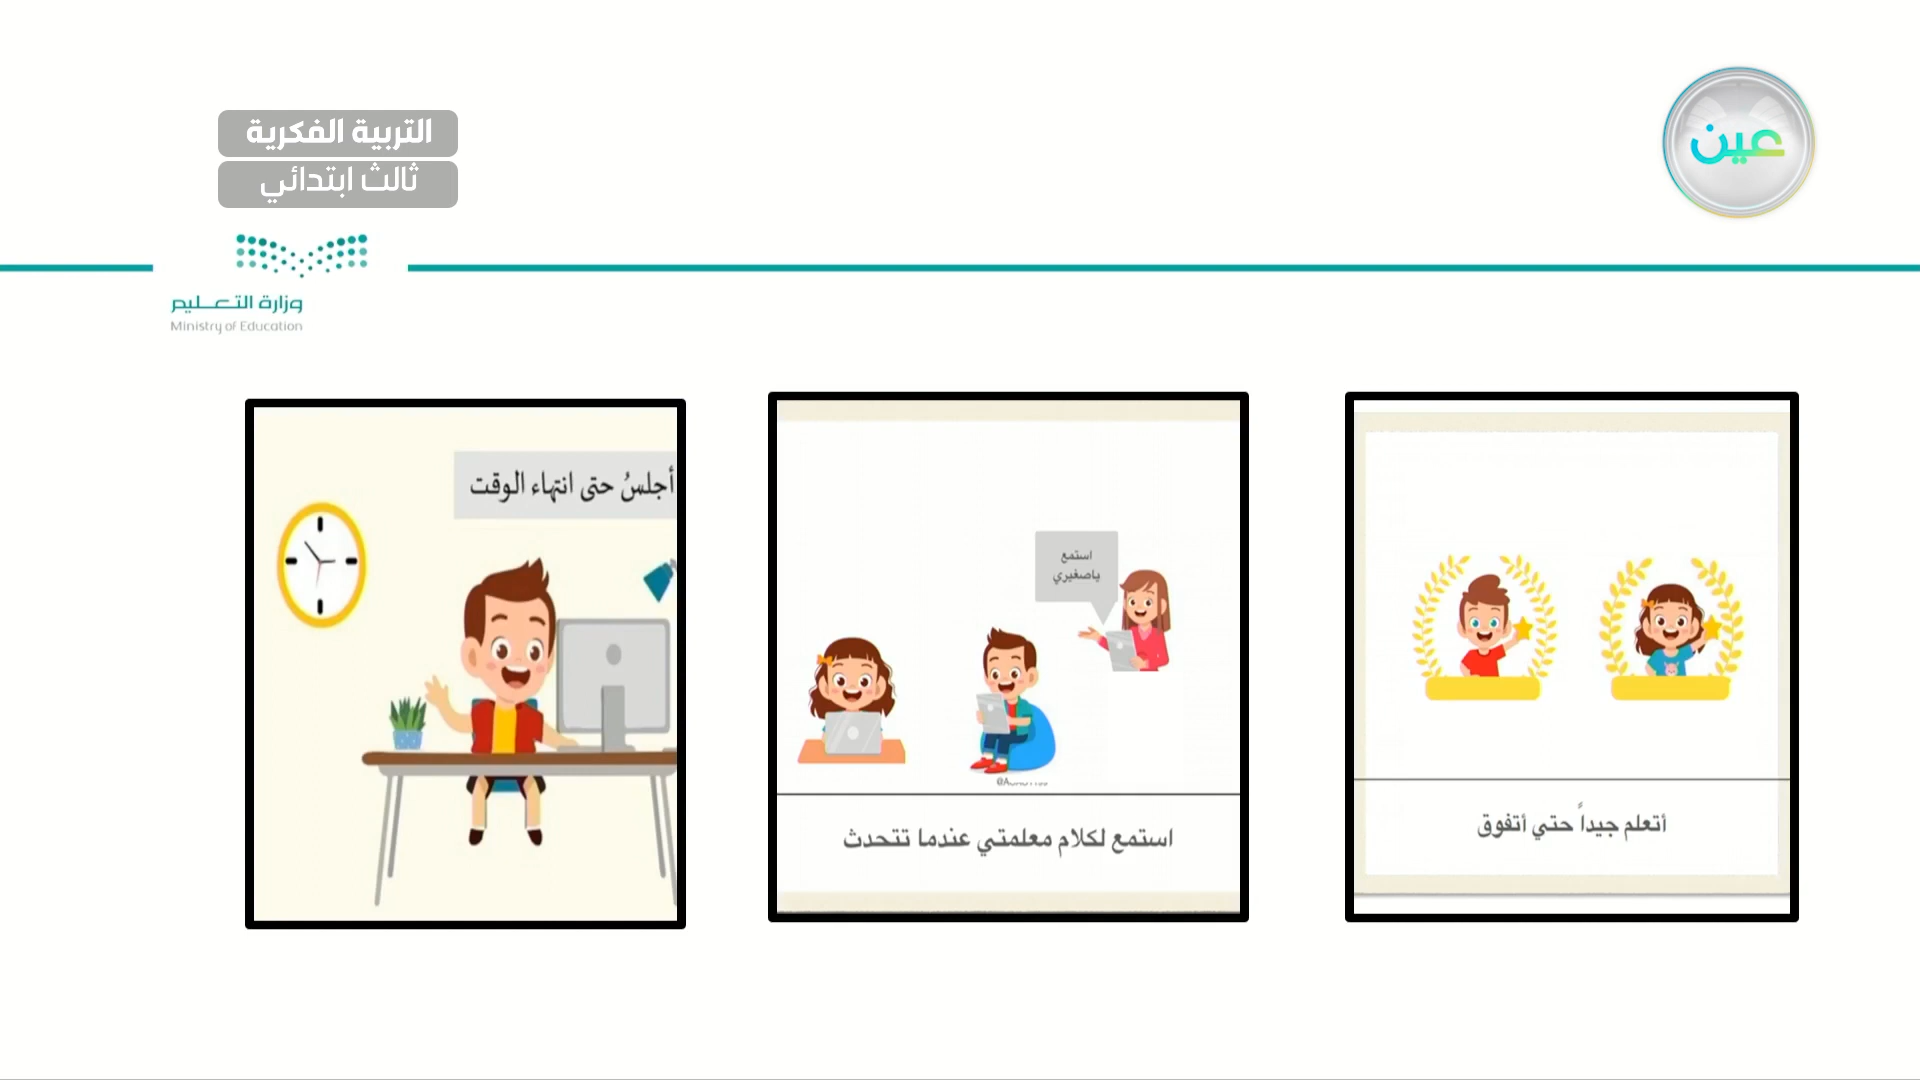 التربية الفكرية
ثالث ابتدائي
عين
وزارة التعليم
Ministry of Education
أتعلم جيداً حتي أتفوق
استمع
ياصغيري
استمع لكلام معلمتي عندما تتحدث
أجلسُ حتى انتهاء الوقت